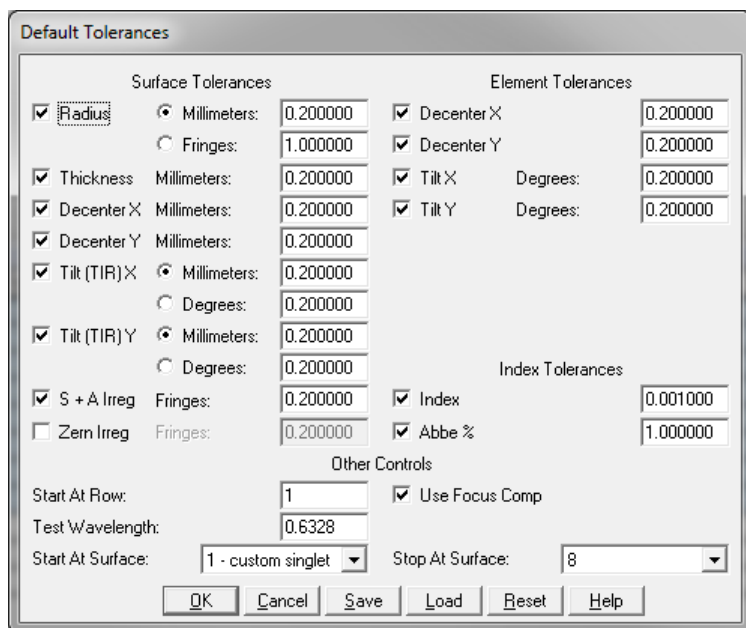 Default Tolerances
Surface Tolerances Element Tolerances
Radius Millimeters: 0.200000 Decenter X 0.200000
Fringes: 1.000000 Decenter Y 0.200000
Thickness Millimeters: 0.200000 Tilt X Degrees: 0.200000
Decenter X Millimeters: 0.200000 Tilt Y Degrees: 0.200000
Decenter Y Millimeters: 0.200000
Tilt (TIR) X Millimeters: 0.200000
Degrees: 0.200000
Tilt (TIR) Y Millimeters: 0.200000
Degrees: 0.200000 Index Tolerances
S + A Irreg Fringes: 0.200000 Index 0.001000
Zern Irreg Fringes: 0.200000 Abbe % 1.000000
Other Controls
Start At Row: 1 Use Focus Comp
Test Wavelength: 0.6328
Start At Surface: 1 - custom singlet Stop At Surface: 8
OK Cancel Save Load Reset Help